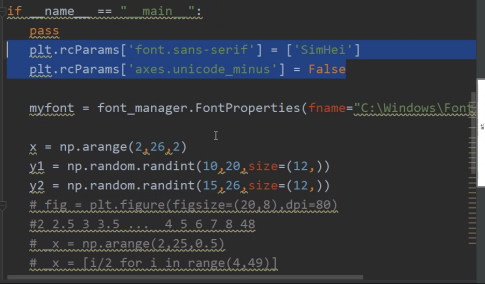 if __name__ == "__main__":
pass
plt.rcParams['font.sans-serif'] = ['SimHei']
plt.rcParams['axes.unicode_minus'] = False
myfont = font_manager.FontProperties(fname="C:\Windows\Font
x = np.arange(2,26,2)
y1 = np.random.randint(10,20,size=(12,))
y2 = np.random.randint(15,26,size=(12,))
# fig = plt.figure(figsize=(20,8),dpi=80)
#2 2.5 3 3.5 ... 4 5 6 7 8 48
# _x = np.arange(2,25,0.5)
# _x = [i/2 for i in range(4,49)]